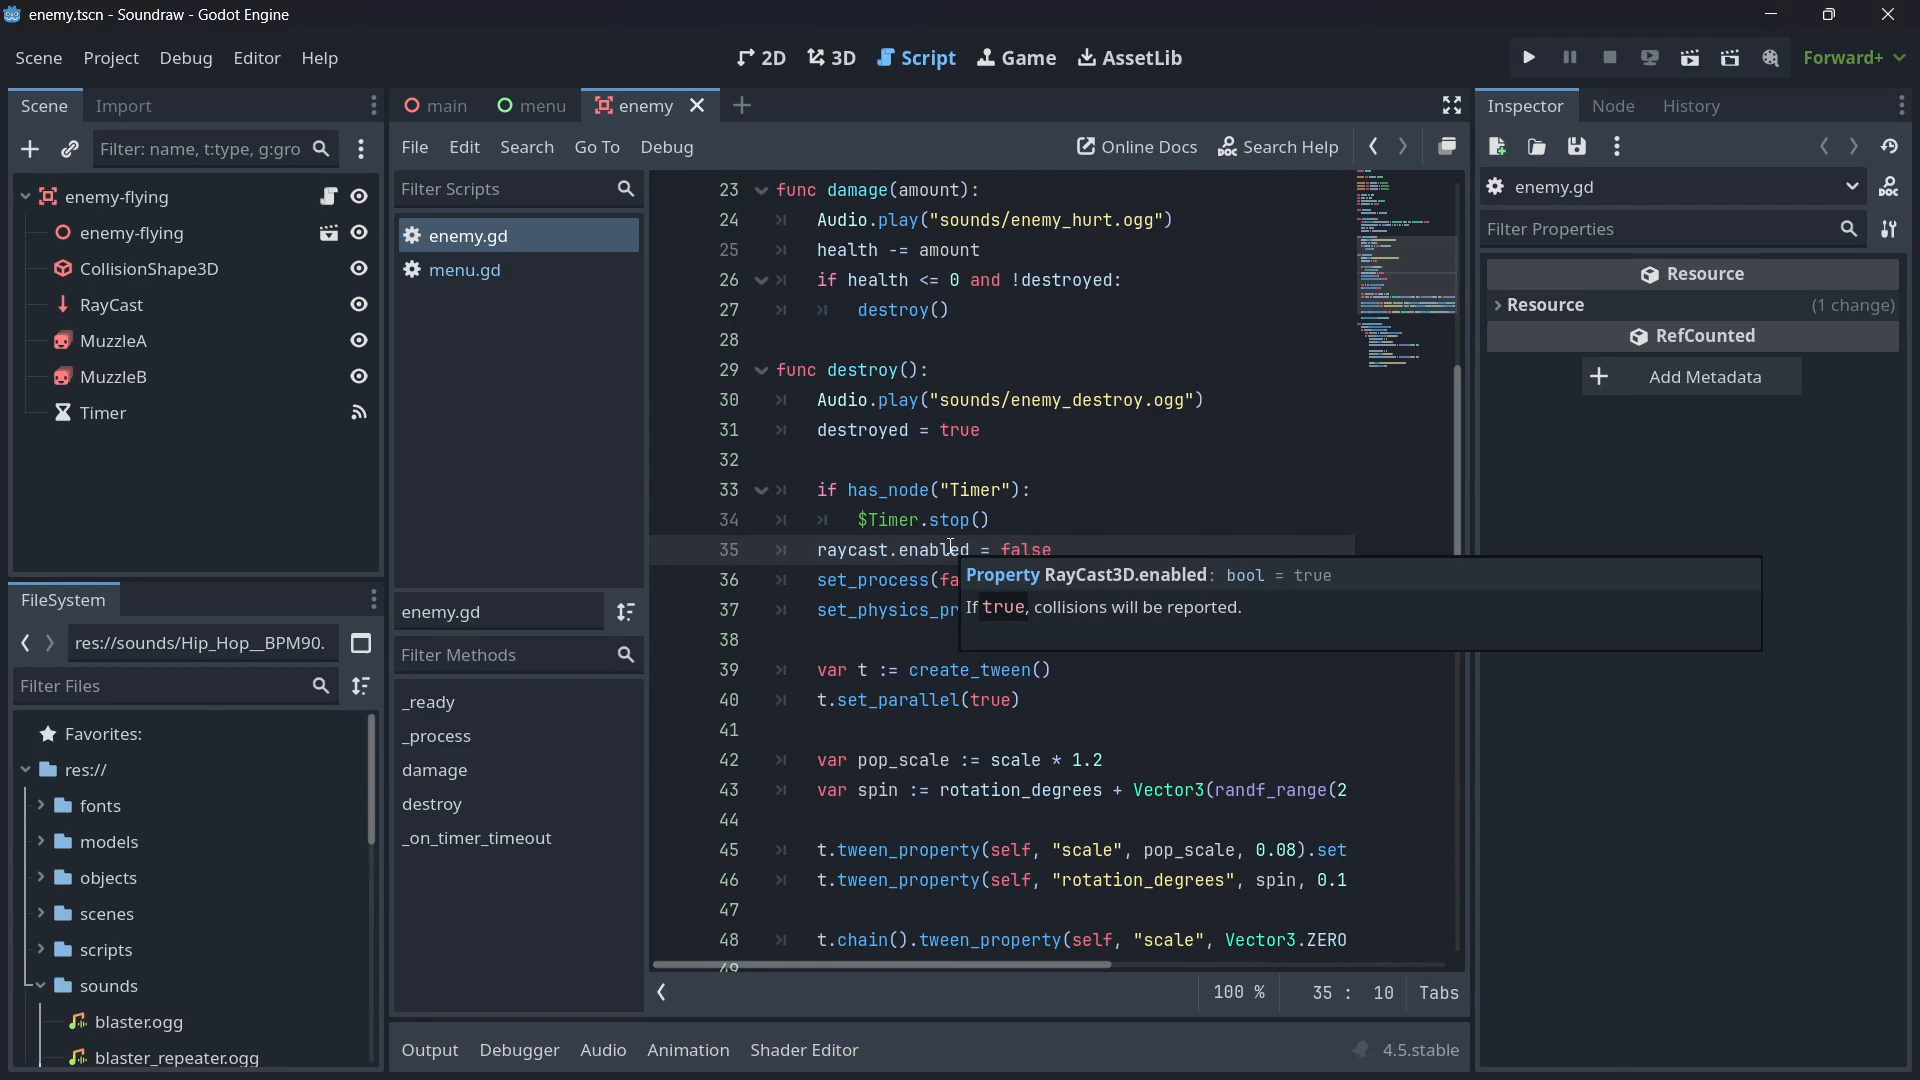 enemy.tscn - Soundraw - Godot Engine
Scene Project Debug Editor Help
2D 3D Script Game AssetLib
Forward+
Scene Import
main menu enemy
Inspector Node History
Filter: name, t:type, g:gro
File Edit Search Go To Debug
Online Docs Search Help
enemy.gd
Filter Properties
Resource
Resource (1 change)
RefCounted
Add Metadata
enemy-flying
enemy-flying
CollisionShape3D
RayCast
MuzzleA
MuzzleB
Timer
FileSystem
res://sounds/Hip_Hop__BPM90.
Filter Files
Favorites:
res://
fonts
models
objects
scenes
scripts
sounds
blaster.ogg
blaster_repeater.ogg
Filter Scripts
enemy.gd
menu.gd
enemy.gd
Filter Methods
_ready
_process
damage
destroy
_on_timer_timeout
23 func damage(amount):
24 Audio.play("sounds/enemy_hurt.ogg")
25 health -= amount
26 if health <= 0 and !destroyed:
27 destroy()
28
29 func destroy():
30 Audio.play("sounds/enemy_destroy.ogg")
31 destroyed = true
32
33 if has_node("Timer"):
34 $Timer.stop()
35 raycast.enabled = false
36 set_process(fa
37 set_physics_pr
38
39 var t := create_tween()
40 t.set_parallel(true)
41
42 var pop_scale := scale * 1.2
43 var spin := rotation_degrees + Vector3(randf_range(2
44
45 t.tween_property(self, "scale", pop_scale, 0.08).set
46 t.tween_property(self, "rotation_degrees", spin, 0.1
47
48 t.chain().tween_property(self, "scale", Vector3.ZERO
49
Property RayCast3D.enabled: bool = true
If true, collisions will be reported.
100 % 35 : 10 Tabs
Output Debugger Audio Animation Shader Editor
4.5.stable